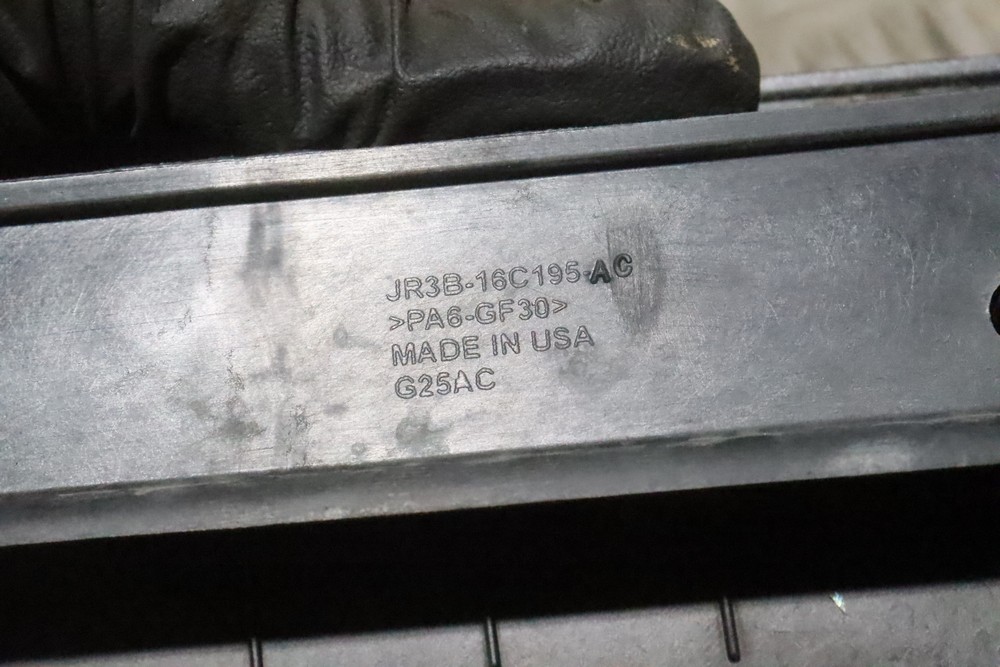 JR3B-16C195-AC
>PA6-GF30<
MADE IN USA
G25AC